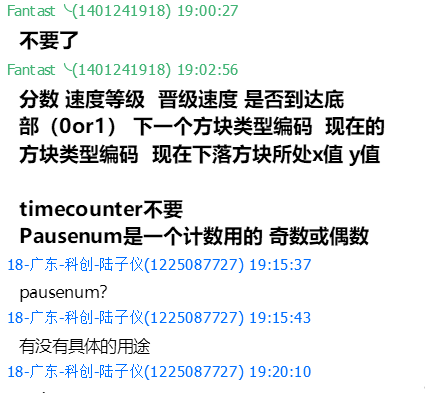 Fantast╰(1401241918) 19:00:27
不要了
Fantast╰(1401241918) 19:02:56
分数 速度等级  晋级速度 是否到达底
部（0or1） 下一个方块类型编码  现在的
方块类型编码  现在下落方块所处x值 y值
timecounter不要
Pausenum是一个计数用的 奇数或偶数
18-广东-科创-陆子仪(1225087727) 19:15:37
pausenum?
18-广东-科创-陆子仪(1225087727) 19:15:43
有没有具体的用途
18-广东-科创-陆子仪(1225087727) 19:20:10